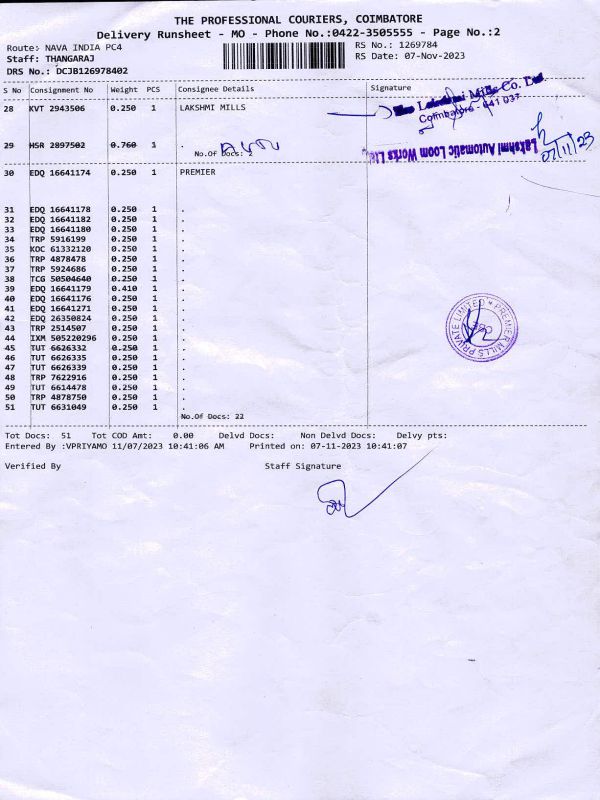 THE PROFESSIONAL COURIERS, COIMBATORE
Delivery Runsheet - MO - Phone No.:0422-3505555 - Page No.:2
Route: NAVA INDIA PC4 RS No.: 1269784
Staff: THANGARAJ RS Date: 07-Nov-2023
DRS No.: DCJB126978402
S No Consignment No Weight PCS Consignee Details Signature
28 KVT 2943506 0.250 1 LAKSHMI MILLS
Lakshmi Mills Co. Ltd
Coimbatore - 641 037
29 HSR 2897502 0.760 1 .
No.Of Docs: 2
Lakshmi Automatic Loom Works Ltd.
07/11/23
30 EDQ 16641174 0.250 1 PREMIER
31 EDQ 16641178 0.250 1 .
32 EDQ 16641182 0.250 1 .
33 EDQ 16641180 0.250 1 .
34 TRP 5916199 0.250 1 .
35 KOC 61332120 0.250 1 .
36 TRP 4878478 0.250 1 .
37 TRP 5924686 0.250 1 .
38 TCG 50504640 0.250 1 .
39 EDQ 16641179 0.410 1 .
40 EDQ 16641176 0.250 1 .
41 EDQ 16641271 0.250 1 .
42 EDQ 26350824 0.250 1 .
43 TRP 2514507 0.250 1 .
44 IXM 505220296 0.250 1 .
45 TUT 6626332 0.250 1 .
46 TUT 6626335 0.250 1 .
47 TUT 6626339 0.250 1 .
48 TRP 7622916 0.250 1 .
49 TUT 6614478 0.250 1 .
50 TRP 4878750 0.250 1 .
51 TUT 6631049 0.250 1 .
No.Of Docs: 22
PREMIER MILLS PRIVATE LIMITED
Tot Docs: 51 Tot COD Amt: 0.00 Delvd Docs: Non Delvd Docs: Delvy pts:
Entered By :VPRIYAMO 11/07/2023 10:41:06 AM Printed on: 07-11-2023 10:41:07
Verified By Staff Signature